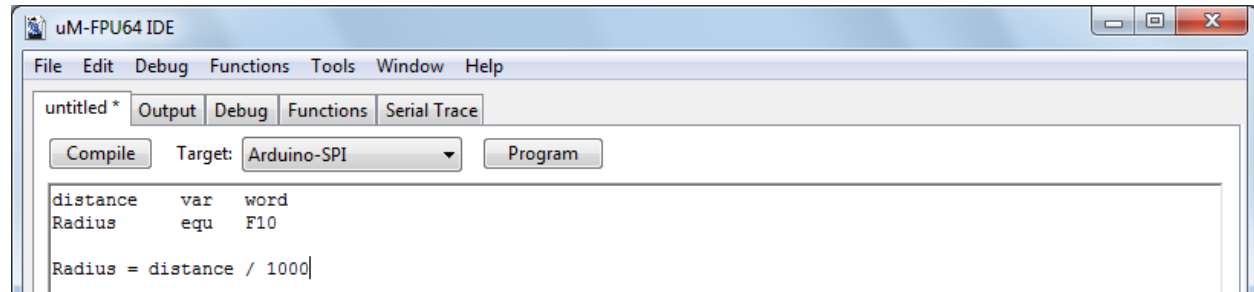 uM-FPU64 IDE
File Edit Debug Functions Tools Window Help
untitled * Output Debug Functions Serial Trace
Compile Target: Arduino-SPI Program
distance var word
Radius equ F10
Radius = distance / 1000